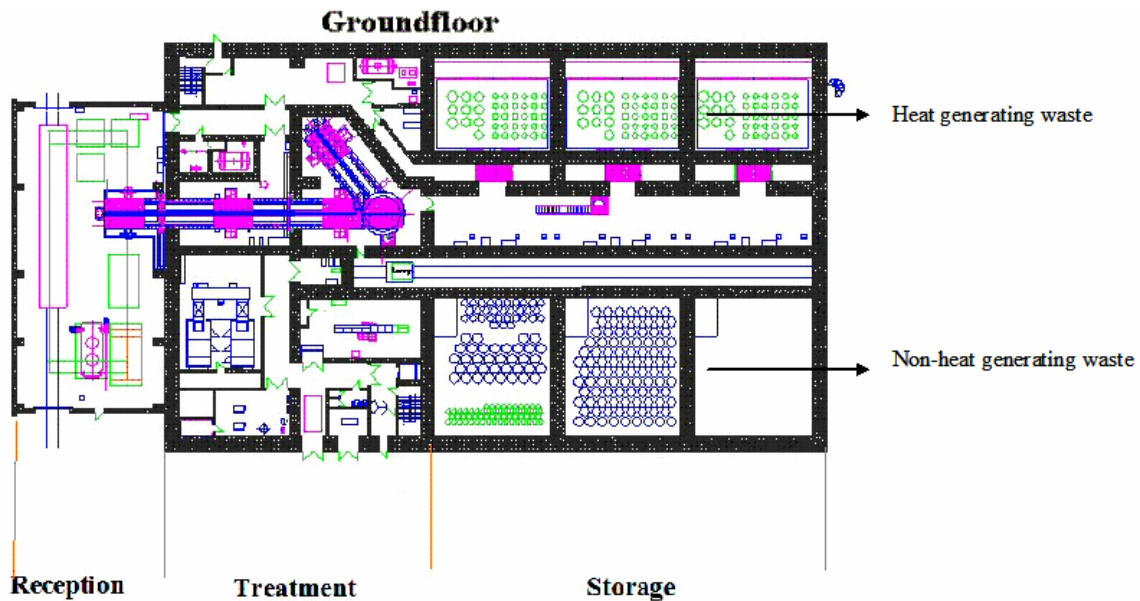 Groundfloor
Heat generating waste
Non-heat generating waste
Reception
Treatment
Storage